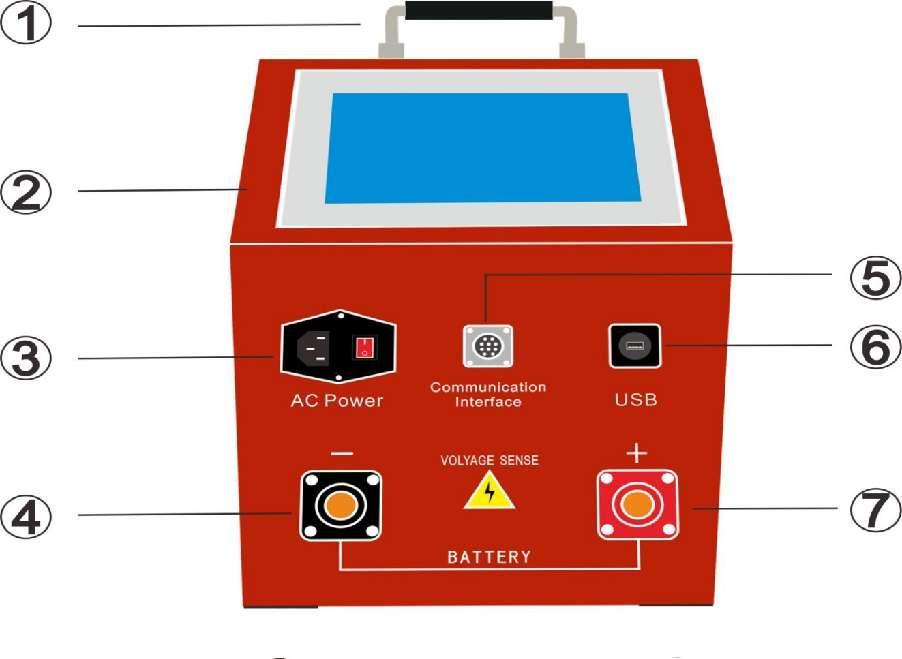 ①
②
⑤
③
⑥
AC Power
Communication
Interface
USB
−
+
VOLYAGE SENSE
④
⑦
BATTERY